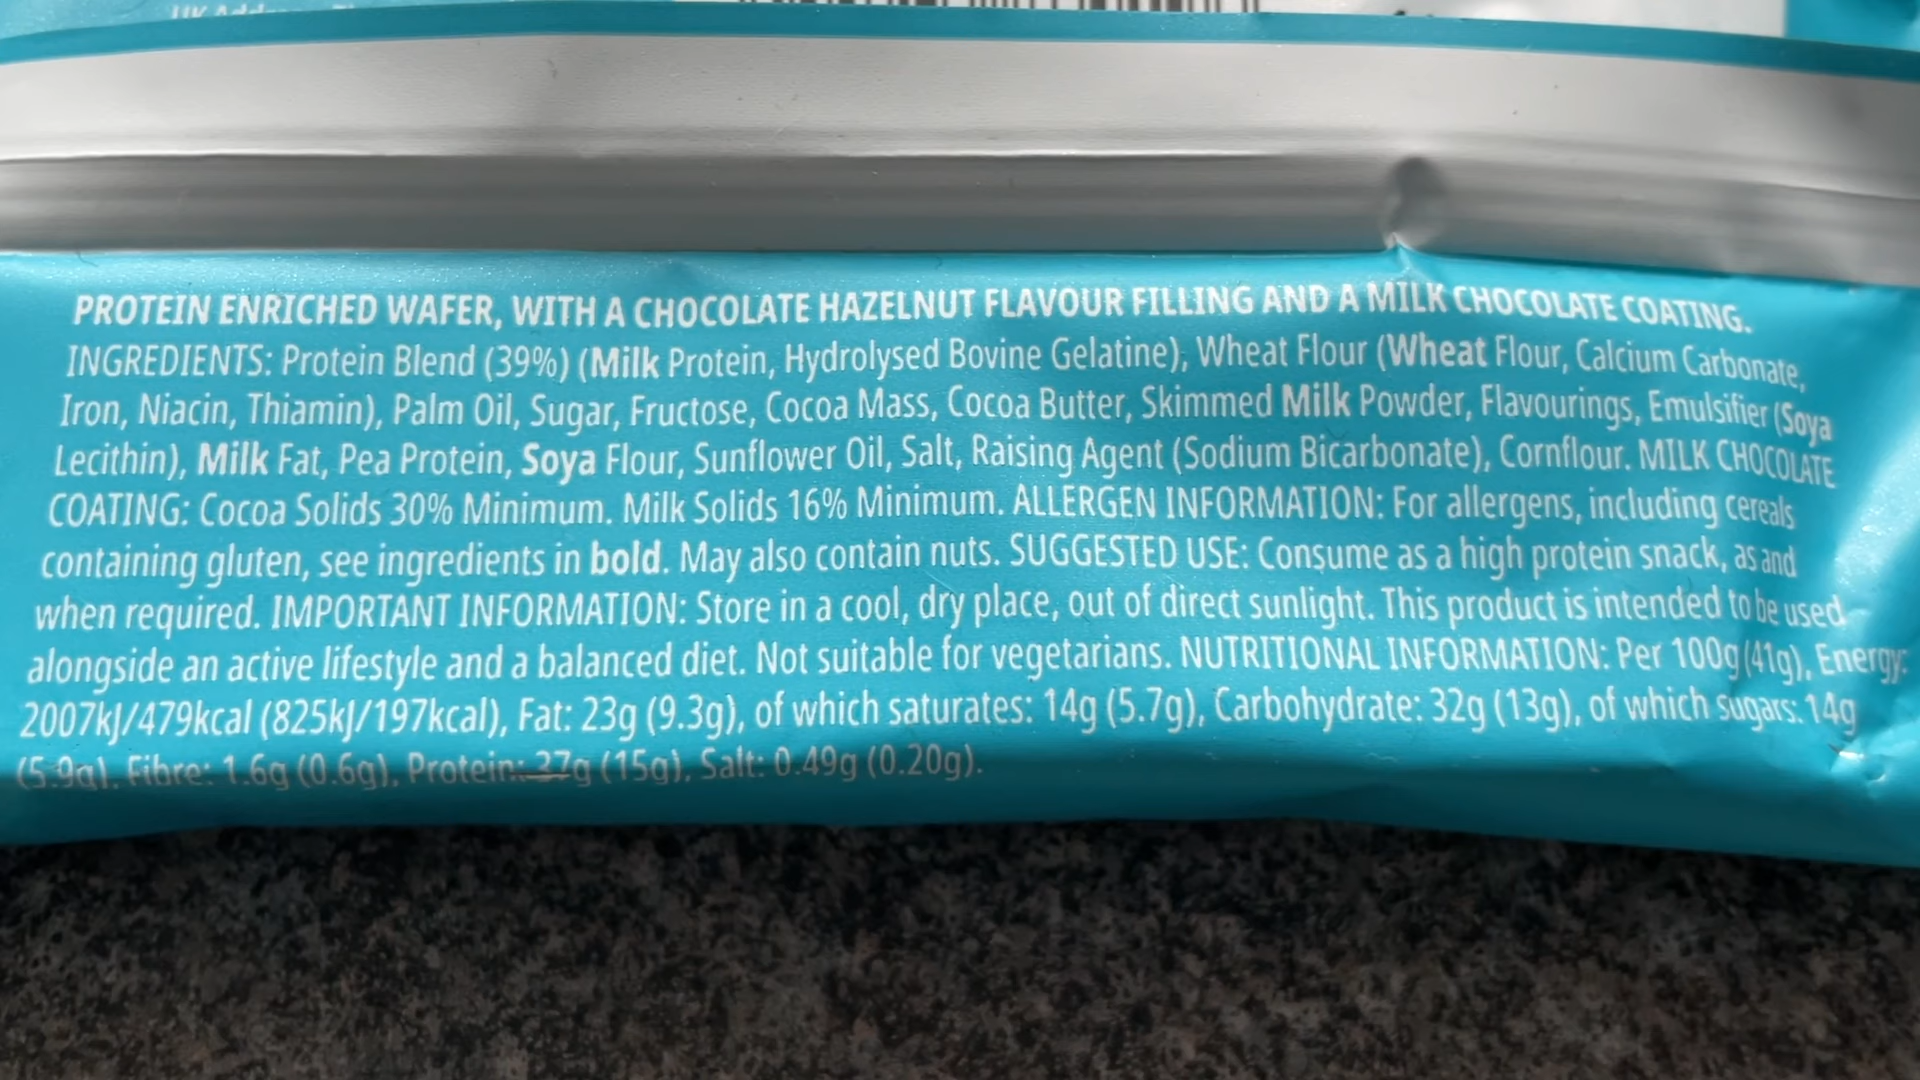 UK
PROTEIN ENRICHED WAFER, WITH A CHOCOLATE HAZELNUT FLAVOUR FILLING AND A MILK CHOCOLATE COATING.
INGREDIENTS: Protein Blend (39%) (Milk Protein, Hydrolysed Bovine Gelatine), Wheat Flour (Wheat Flour, Calcium Carbonate,
Iron, Niacin, Thiamin), Palm Oil, Sugar, Fructose, Cocoa Mass, Cocoa Butter, Skimmed Milk Powder, Flavourings, Emulsifier (Soya
Lecithin), Milk Fat, Pea Protein, Soya Flour, Sunflower Oil, Salt, Raising Agent (Sodium Bicarbonate), Cornflour. MILK CHOCOLATE
COATING: Cocoa Solids 30% Minimum. Milk Solids 16% Minimum. ALLERGEN INFORMATION: For allergens, including cereals
containing gluten, see ingredients in bold. May also contain nuts. SUGGESTED USE: Consume as a high protein snack, as and
when required. IMPORTANT INFORMATION: Store in a cool, dry place, out of direct sunlight. This product is intended to be used
alongside an active lifestyle and a balanced diet. Not suitable for vegetarians. NUTRITIONAL INFORMATION: Per 100g (41g), Energy:
2007kJ/479kcal (825kJ/197kcal), Fat: 23g (9.3g), of which saturates: 14g (5.7g), Carbohydrate: 32g (13g), of which sugars: 14g
(5.9g), Fibre: 1.6g (0.6g), Protein: 37g (15g), Salt: 0.49g (0.20g).